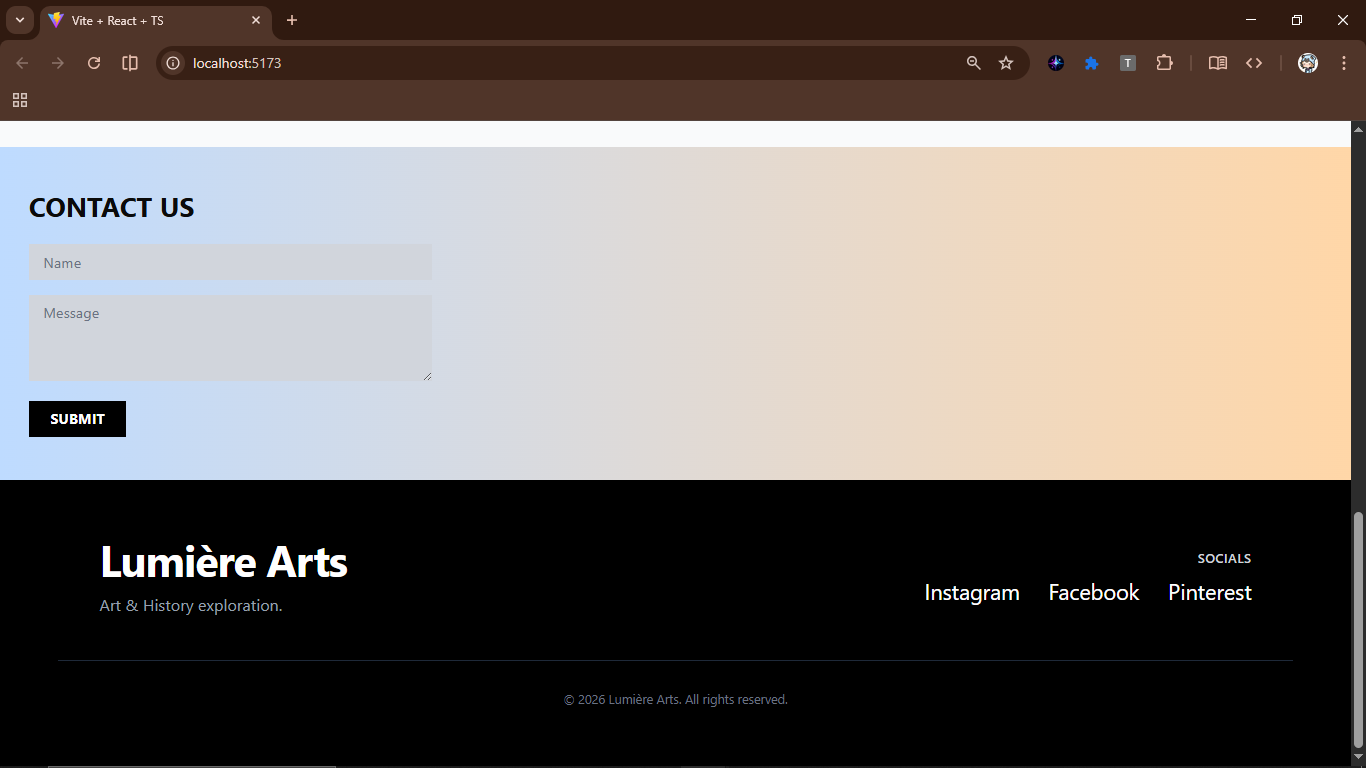 Vite + React + TS
localhost:5173
T
CONTACT US
Name
Message
SUBMIT
Lumière Arts
Art & History exploration.
SOCIALS
Instagram Facebook Pinterest
© 2026 Lumière Arts. All rights reserved.